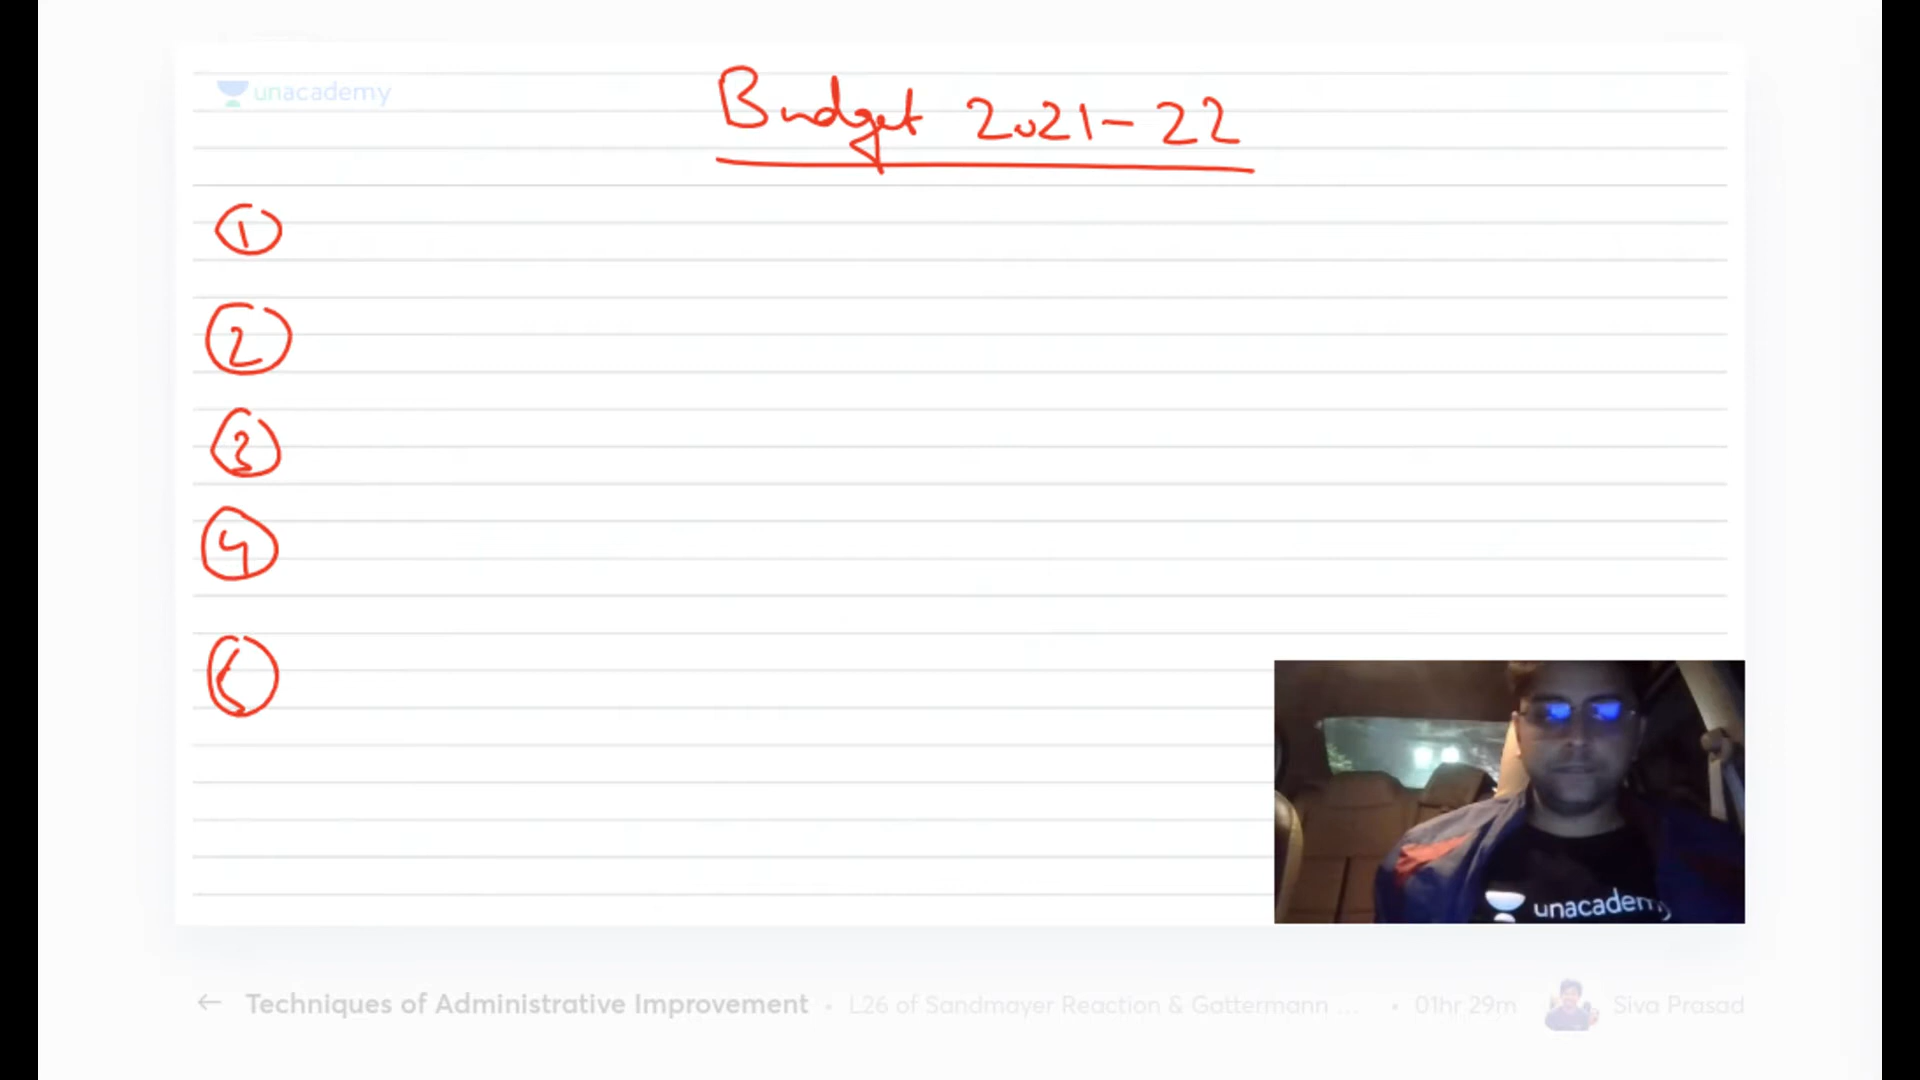 unacademy
Budget 2021-22
1
2
3
4
5
unacademy
← Techniques of Administrative Improvement • L26 of Sandmayer Reaction & Gattermann ... • 01hr 29m Siva Prasad